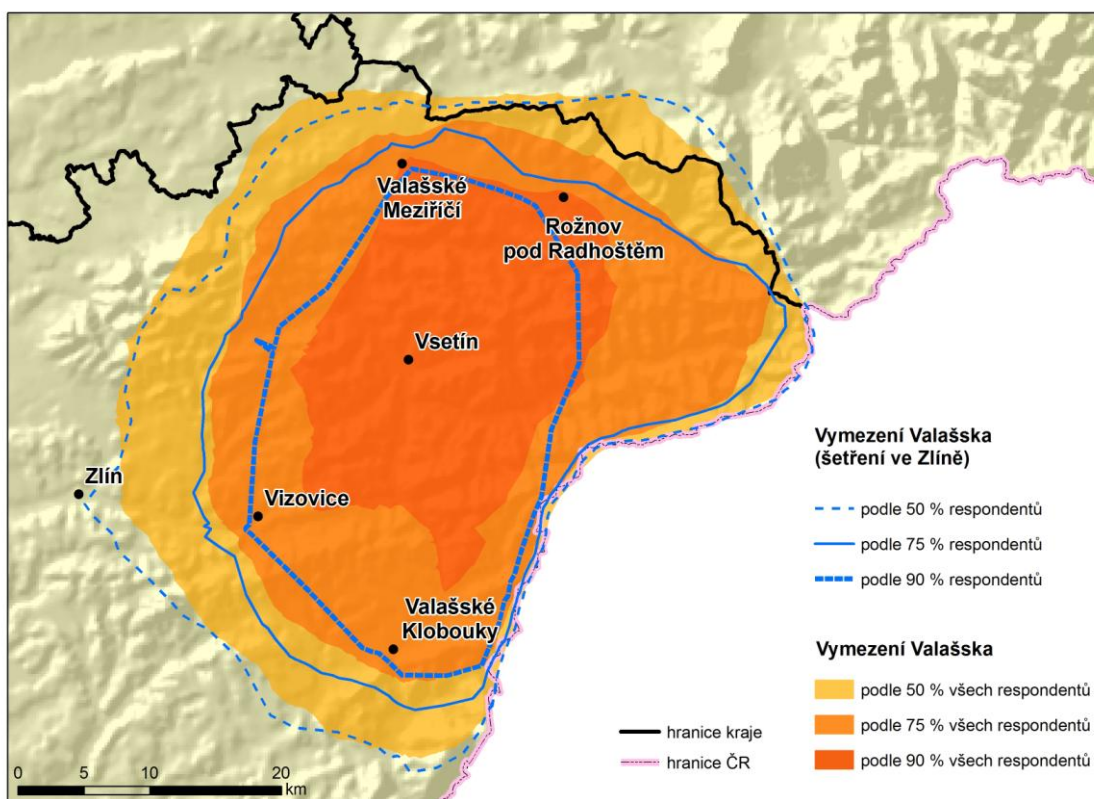 Valašské
Meziříčí
Rožnov
pod Radhoštěm
Vsetín
Zlín
Vizovice
Valašské
Klobouky
Vymezení Valašska
(šetření ve Zlíně)
podle 50 % respondentů
podle 75 % respondentů
podle 90 % respondentů
Vymezení Valašska
podle 50 % všech respondentů
podle 75 % všech respondentů
podle 90 % všech respondentů
hranice kraje
hranice ČR
0 5 10 20
km